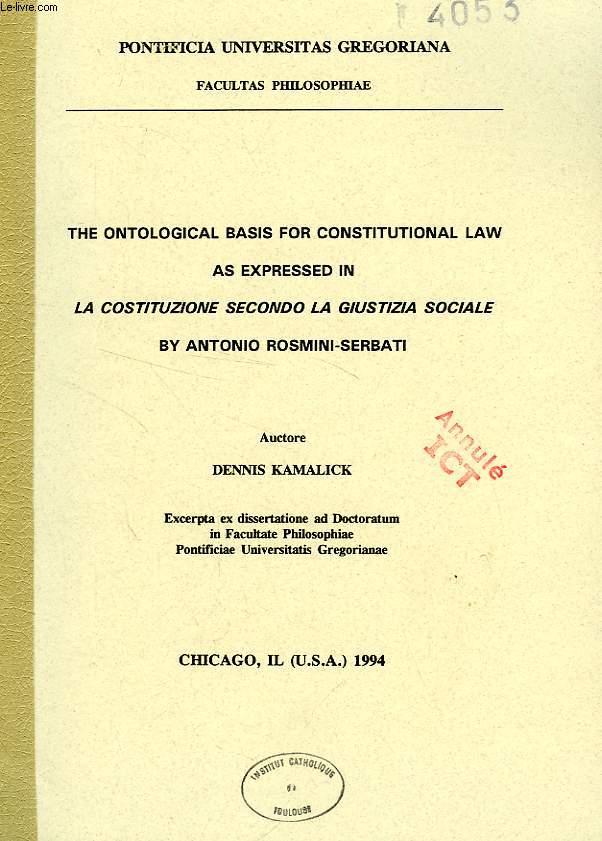 Le-livre.com
4053
PONTIFICIA UNIVERSITAS GREGORIANA
FACULTAS PHILOSOPHIAE
THE ONTOLOGICAL BASIS FOR CONSTITUTIONAL LAW
AS EXPRESSED IN
LA COSTITUZIONE SECONDO LA GIUSTIZIA SOCIALE
BY ANTONIO ROSMINI-SERBATI
Auctore
DENNIS KAMALICK
Annulé
ICT
Excerpta ex dissertatione ad Doctoratum
in Facultate Philosophiae
Pontificiae Universitatis Gregorianae
CHICAGO, IL (U.S.A.) 1994
INSTITUT CATHOLIQUE
TOULOUSE